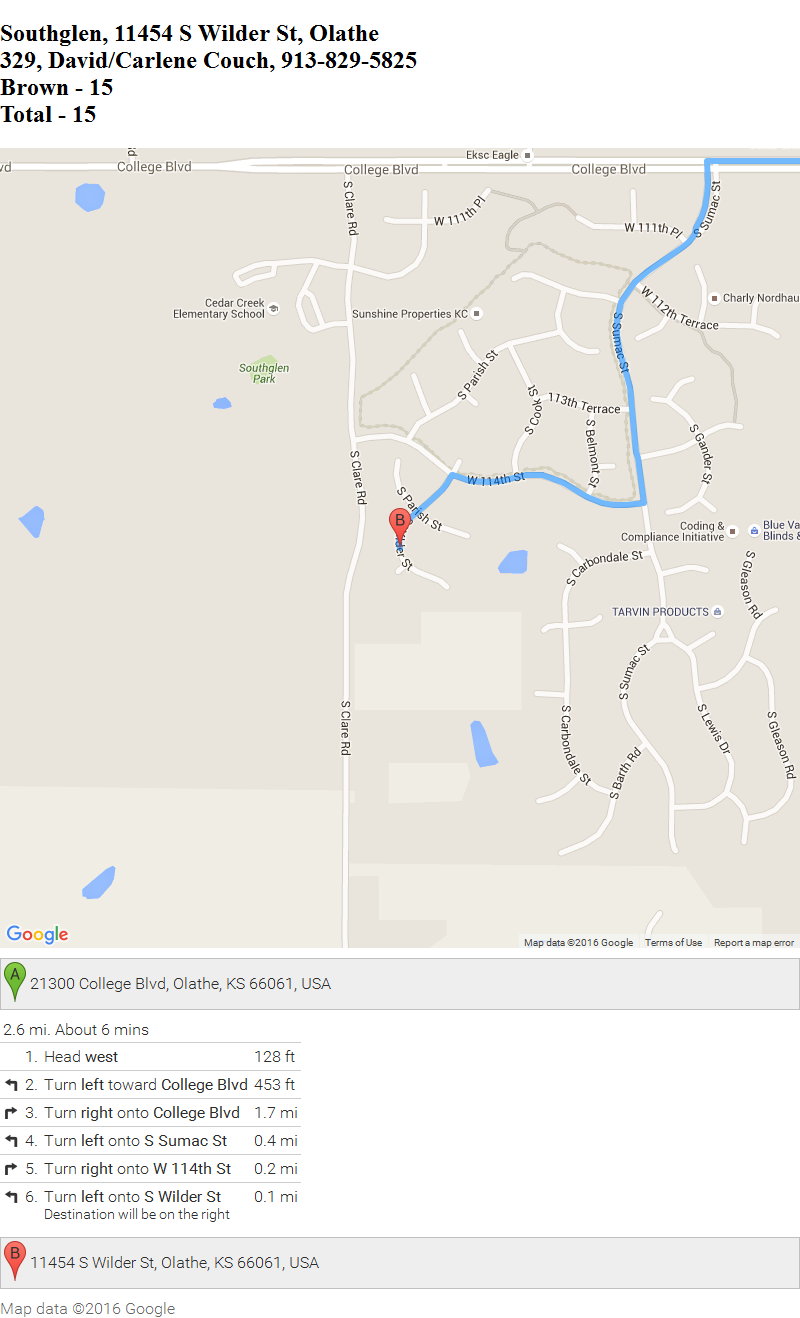 Southglen, 11454 S Wilder St, Olathe
329, David/Carlene Couch, 913-829-5825
Brown - 15
Total - 15
College Blvd
College Blvd
Eksc Eagle
College Blvd
S Clare Rd
W 111th Pl
W 111th Pl
S Sumac St
Cedar Creek
Elementary School
Sunshine Properties KC
W 112th Terrace
Charly Nordhau
S Sumac St
Southglen
Park
S Parish St
S Cook St
113th Terrace
S Belmont St
S Gander St
S Clare Rd
W 114th St
S Parish St
der St
Coding &
Compliance Initiative
Blue Va
Blinds &
S Carbondale St
S Gleason Rd
TARVIN PRODUCTS
S Sumac St
S Clare Rd
S Carbondale St
S Barth Rd
S Lewis Dr
S Gleason Rd
Google
Map data ©2016 Google Terms of Use Report a map error
A 21300 College Blvd, Olathe, KS 66061, USA
2.6 mi. About 6 mins
1. Head west 128 ft
2. Turn left toward College Blvd 453 ft
3. Turn right onto College Blvd 1.7 mi
4. Turn left onto S Sumac St 0.4 mi
5. Turn right onto W 114th St 0.2 mi
6. Turn left onto S Wilder St 0.1 mi
Destination will be on the right
B 11454 S Wilder St, Olathe, KS 66061, USA
Map data ©2016 Google